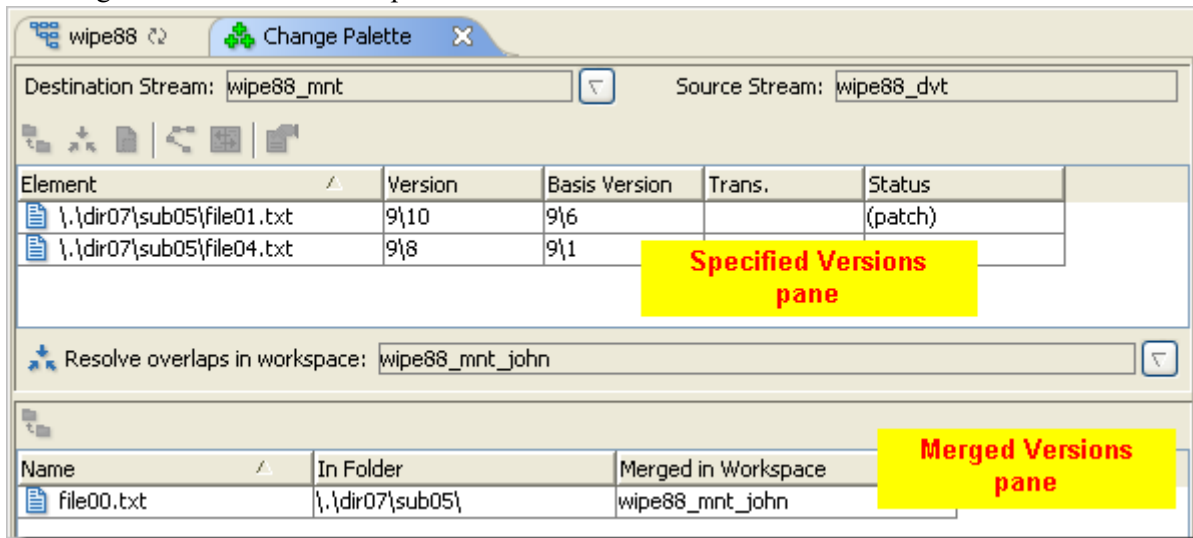 wipe88 Change Palette
Destination Stream: wipe88_mnt Source Stream: wipe88_dvt
Element Version Basis Version Trans. Status
\.\dir07\sub05\file01.txt 9\10 9\6 (patch)
\.\dir07\sub05\file04.txt 9\8 9\1
Specified Versions
pane
Resolve overlaps in workspace: wipe88_mnt_john
Merged Versions
pane
Name In Folder Merged in Workspace
file00.txt \.\dir07\sub05\ wipe88_mnt_john